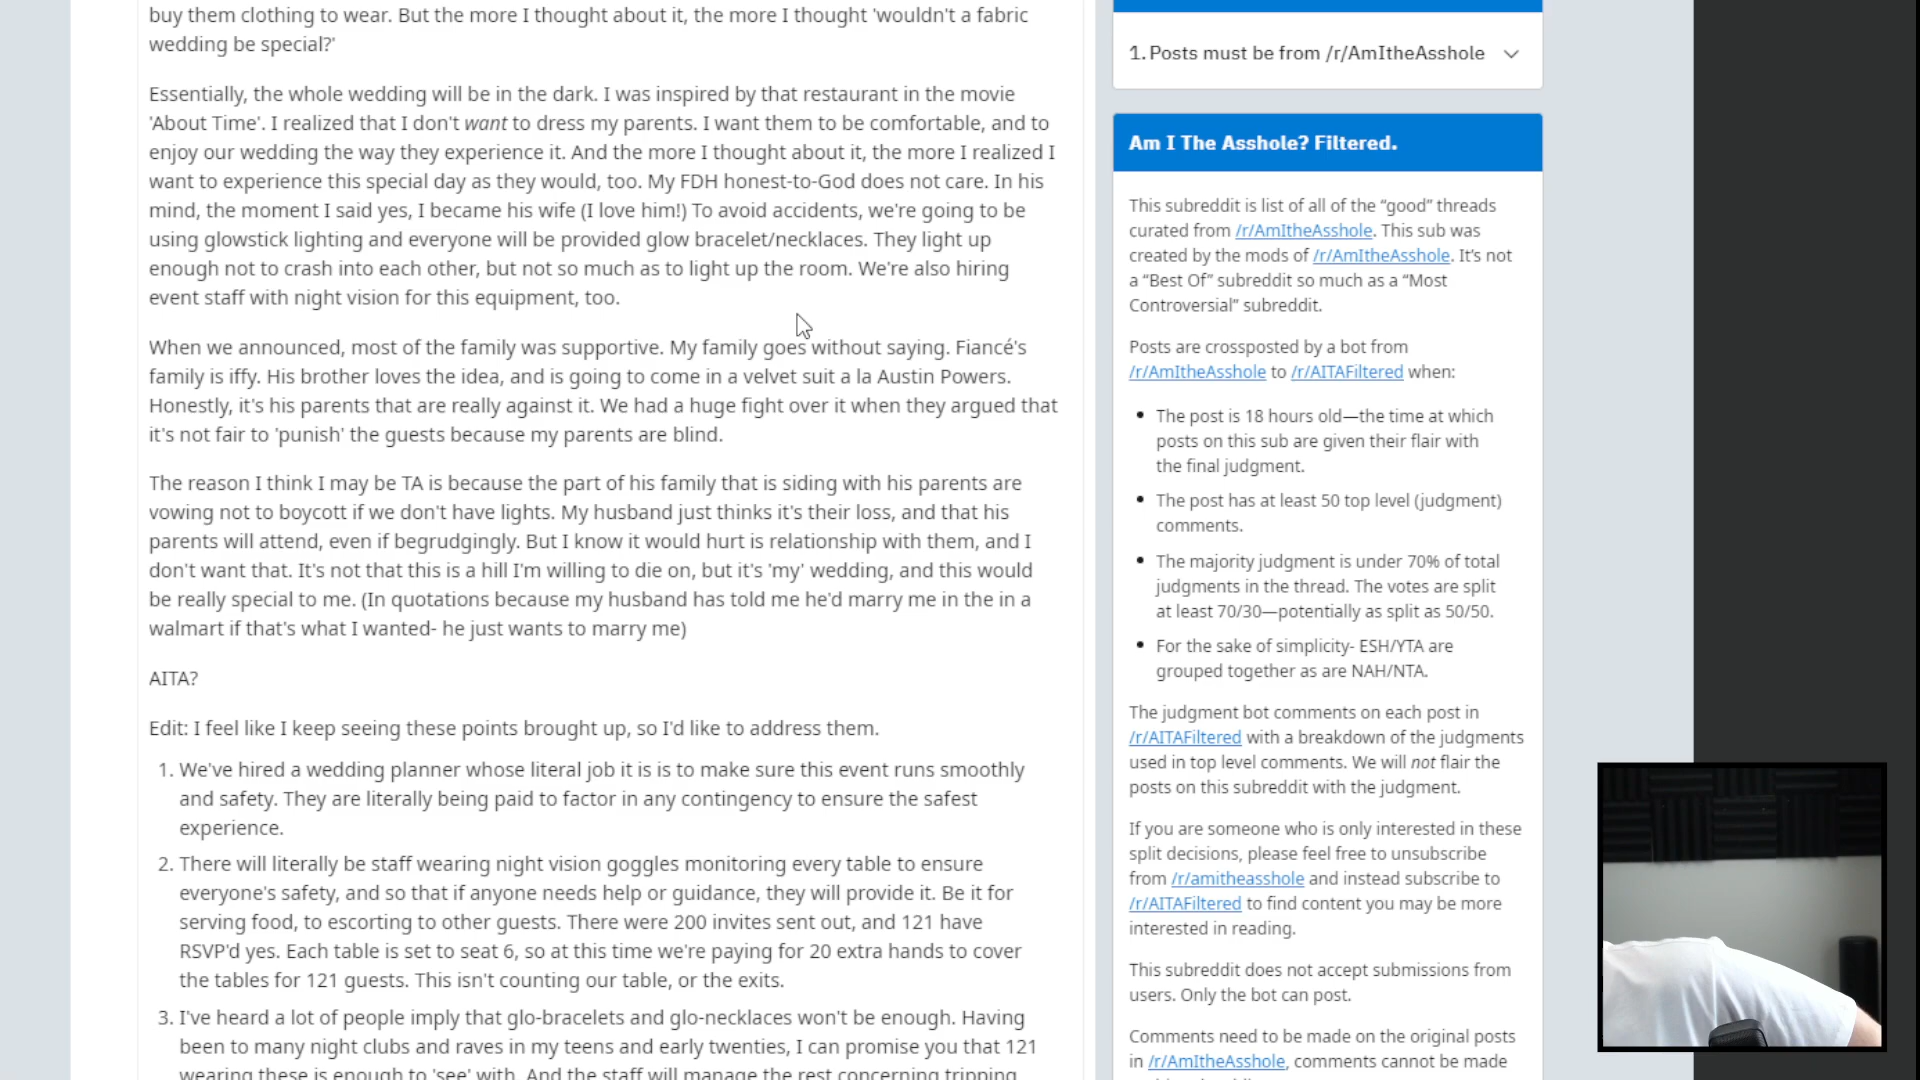 buy them clothing to wear. But the more I thought about it, the more I thought 'wouldn't a fabric
wedding be special?'
Essentially, the whole wedding will be in the dark. I was inspired by that restaurant in the movie
'About Time'. I realized that I don't want to dress my parents. I want them to be comfortable, and to
enjoy our wedding the way they experience it. And the more I thought about it, the more I realized I
want to experience this special day as they would, too. My FDH honest-to-God does not care. In his
mind, the moment I said yes, I became his wife (I love him!) To avoid accidents, we're going to be
using glowstick lighting and everyone will be provided glow bracelet/necklaces. They light up
enough not to crash into each other, but not so much as to light up the room. We're also hiring
event staff with night vision for this equipment, too.
When we announced, most of the family was supportive. My family goes without saying. Fiancé's
family is iffy. His brother loves the idea, and is going to come in a velvet suit a la Austin Powers.
Honestly, it's his parents that are really against it. We had a huge fight over it when they argued that
it's not fair to 'punish' the guests because my parents are blind.
The reason I think I may be TA is because the part of his family that is siding with his parents are
vowing not to boycott if we don't have lights. My husband just thinks it's their loss, and that his
parents will attend, even if begrudgingly. But I know it would hurt is relationship with them, and I
don't want that. It's not that this is a hill I'm willing to die on, but it's 'my' wedding, and this would
be really special to me. (In quotations because my husband has told me he'd marry me in the in a
walmart if that's what I wanted- he just wants to marry me)
AITA?
Edit: I feel like I keep seeing these points brought up, so I'd like to address them.
1. We've hired a wedding planner whose literal job it is is to make sure this event runs smoothly
and safety. They are literally being paid to factor in any contingency to ensure the safest
experience.
2. There will literally be staff wearing night vision goggles monitoring every table to ensure
everyone's safety, and so that if anyone needs help or guidance, they will provide it. Be it for
serving food, to escorting to other guests. There were 200 invites sent out, and 121 have
RSVP'd yes. Each table is set to seat 6, so at this time we're paying for 20 extra hands to cover
the tables for 121 guests. This isn't counting our table, or the exits.
3. I've heard a lot of people imply that glo-bracelets and glo-necklaces won't be enough. Having
been to many night clubs and raves in my teens and early twenties, I can promise you that 121
wearing these is enough to 'see' with. And the staff will manage the rest concerning tripping
1. Posts must be from /r/AmItheAsshole
Am I The Asshole? Filtered.
This subreddit is list of all of the “good” threads
curated from /r/AmItheAsshole. This sub was
created by the mods of /r/AmItheAsshole. It’s not
a “Best Of” subreddit so much as a “Most
Controversial” subreddit.
Posts are crossposted by a bot from
/r/AmItheAsshole to /r/AITAFiltered when:
• The post is 18 hours old—the time at which
posts on this sub are given their flair with
the final judgment.
• The post has at least 50 top level (judgment)
comments.
• The majority judgment is under 70% of total
judgments in the thread. The votes are split
at least 70/30—potentially as split as 50/50.
• For the sake of simplicity- ESH/YTA are
grouped together as are NAH/NTA.
The judgment bot comments on each post in
/r/AITAFiltered with a breakdown of the judgments
used in top level comments. We will not flair the
posts on this subreddit with the judgment.
If you are someone who is only interested in these
split decisions, please feel free to unsubscribe
from /r/amitheasshole and instead subscribe to
/r/AITAFiltered to find content you may be more
interested in reading.
This subreddit does not accept submissions from
users. Only the bot can post.
Comments need to be made on the original posts
in /r/AmItheAsshole, comments cannot be made